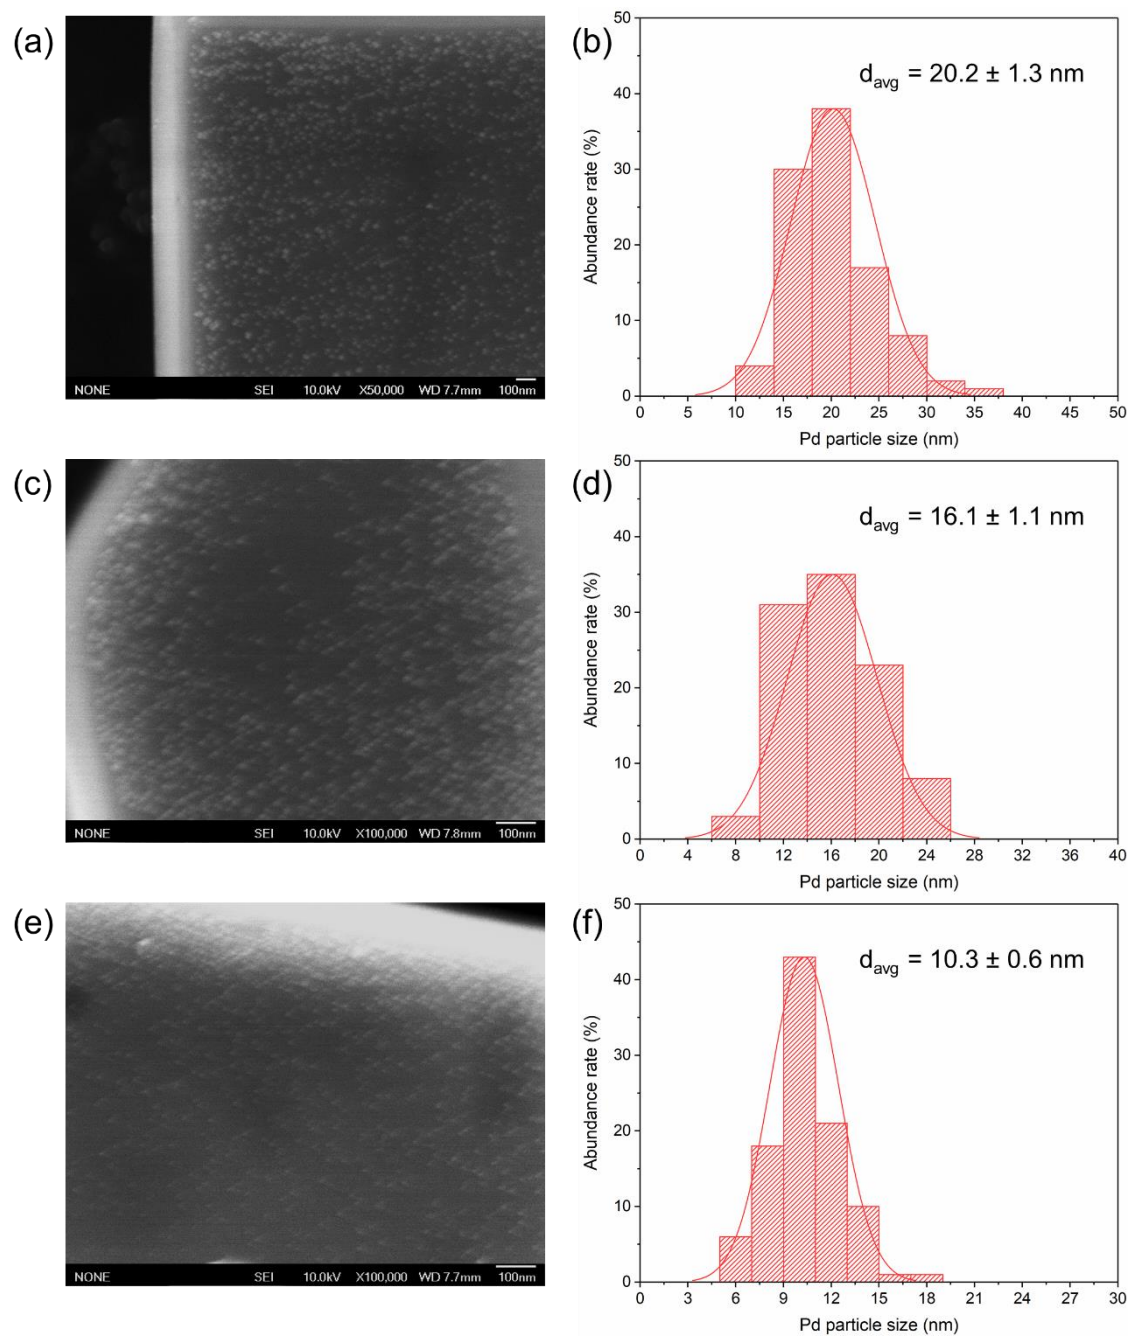 (a)
NONE SEI 10.0kV X50,000 WD 7.7mm 100nm
(b)
d_avg = 20.2 ± 1.3 nm
Abundance rate (%)
50
40
30
20
10
0
0 5 10 15 20 25 30 35 40 45 50
Pd particle size (nm)
(c)
NONE SEI 10.0kV X100,000 WD 7.8mm 100nm
(d)
d_avg = 16.1 ± 1.1 nm
Abundance rate (%)
50
40
30
20
10
0
0 4 8 12 16 20 24 28 32 36 40
Pd particle size (nm)
(e)
NONE SEI 10.0kV X100,000 WD 7.7mm 100nm
(f)
d_avg = 10.3 ± 0.6 nm
Abundance rate (%)
50
40
30
20
10
0
0 3 6 9 12 15 18 21 24 27 30
Pd particle size (nm)